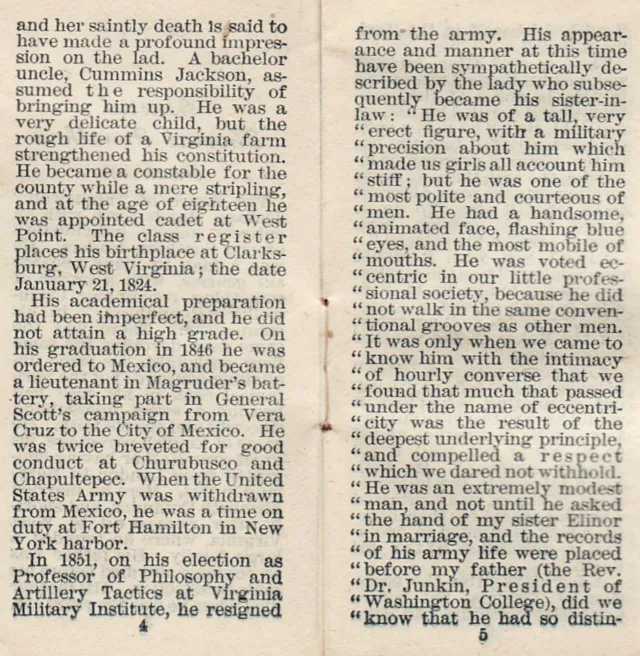 and her saintly death is said to
have made a profound impres-
sion on the lad. A bachelor
uncle, Cummins Jackson, as-
sumed the responsibility of
bringing him up. He was a
very delicate child, but the
rough life of a Virginia farm
strengthened his constitution.
He became a constable for the
county while a mere stripling,
and at the age of eighteen he
was appointed cadet at West
Point. The class register
places his birthplace at Clarks-
burg, West Virginia; the date
January 21, 1824.
His academical preparation
had been imperfect, and he did
not attain a high grade. On
his graduation in 1846 he was
ordered to Mexico, and became
a lieutenant in Magruder's bat-
tery, taking part in General
Scott's campaign from Vera
Cruz to the City of Mexico. He
was twice breveted for good
conduct at Churubusco and
Chapultepec. When the United
States Army was withdrawn
from Mexico, he was a time on
duty at Fort Hamilton in New
York harbor.
In 1851, on his election as
Professor of Philosophy and
Artillery Tactics at Virginia
Military Institute, he resigned
4
from the army. His appear-
ance and manner at this time
have been sympathetically de-
scribed by the lady who subse-
quently became his sister-in-
law: "He was of a tall, very
"erect figure, with a military
"precision about him which
"made us girls all account him
"stiff; but he was one of the
"most polite and courteous of
"men. He had a handsome,
"animated face, flashing blue
"eyes, and the most mobile of
"mouths. He was voted ec-
"centric in our little profes-
"sional society, because he did
"not walk in the same conven-
"tional grooves as other men.
"It was only when we came to
"know him with the intimacy
"of hourly converse that we
"found that much that passed
"under the name of eccentri-
"city was the result of the
"deepest underlying principle,
"and compelled a respect
"which we dared not withhold.
"He was an extremely modest
"man, and not until he asked
"the hand of my sister Elinor
"in marriage, and the records
"of his army life were placed
"before my father (the Rev.
"Dr. Junkin, President of
"Washington College), did we
"know that he had so distin-
5